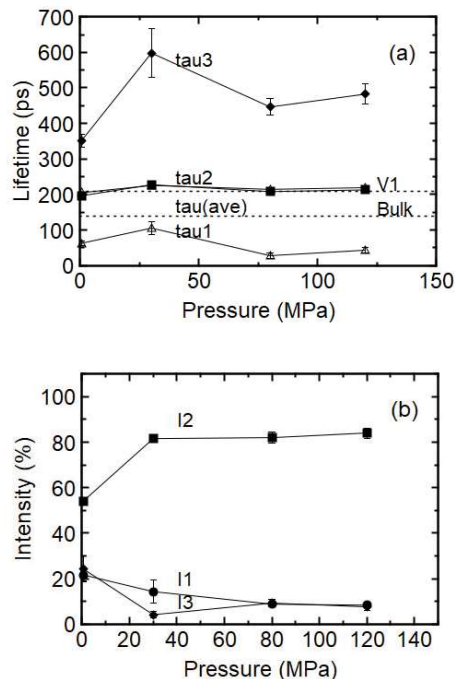 700
(a)
600
tau3
500
400
Lifetime (ps)
300
tau2
200
V1
tau(ave)
Bulk
100
tau1
0
0 50 100 150
Pressure (MPa)
(b)
100
I2
80
60
Intensity (%)
40
20
I1
I3
0
0 20 40 60 80 100 120
Pressure (MPa)